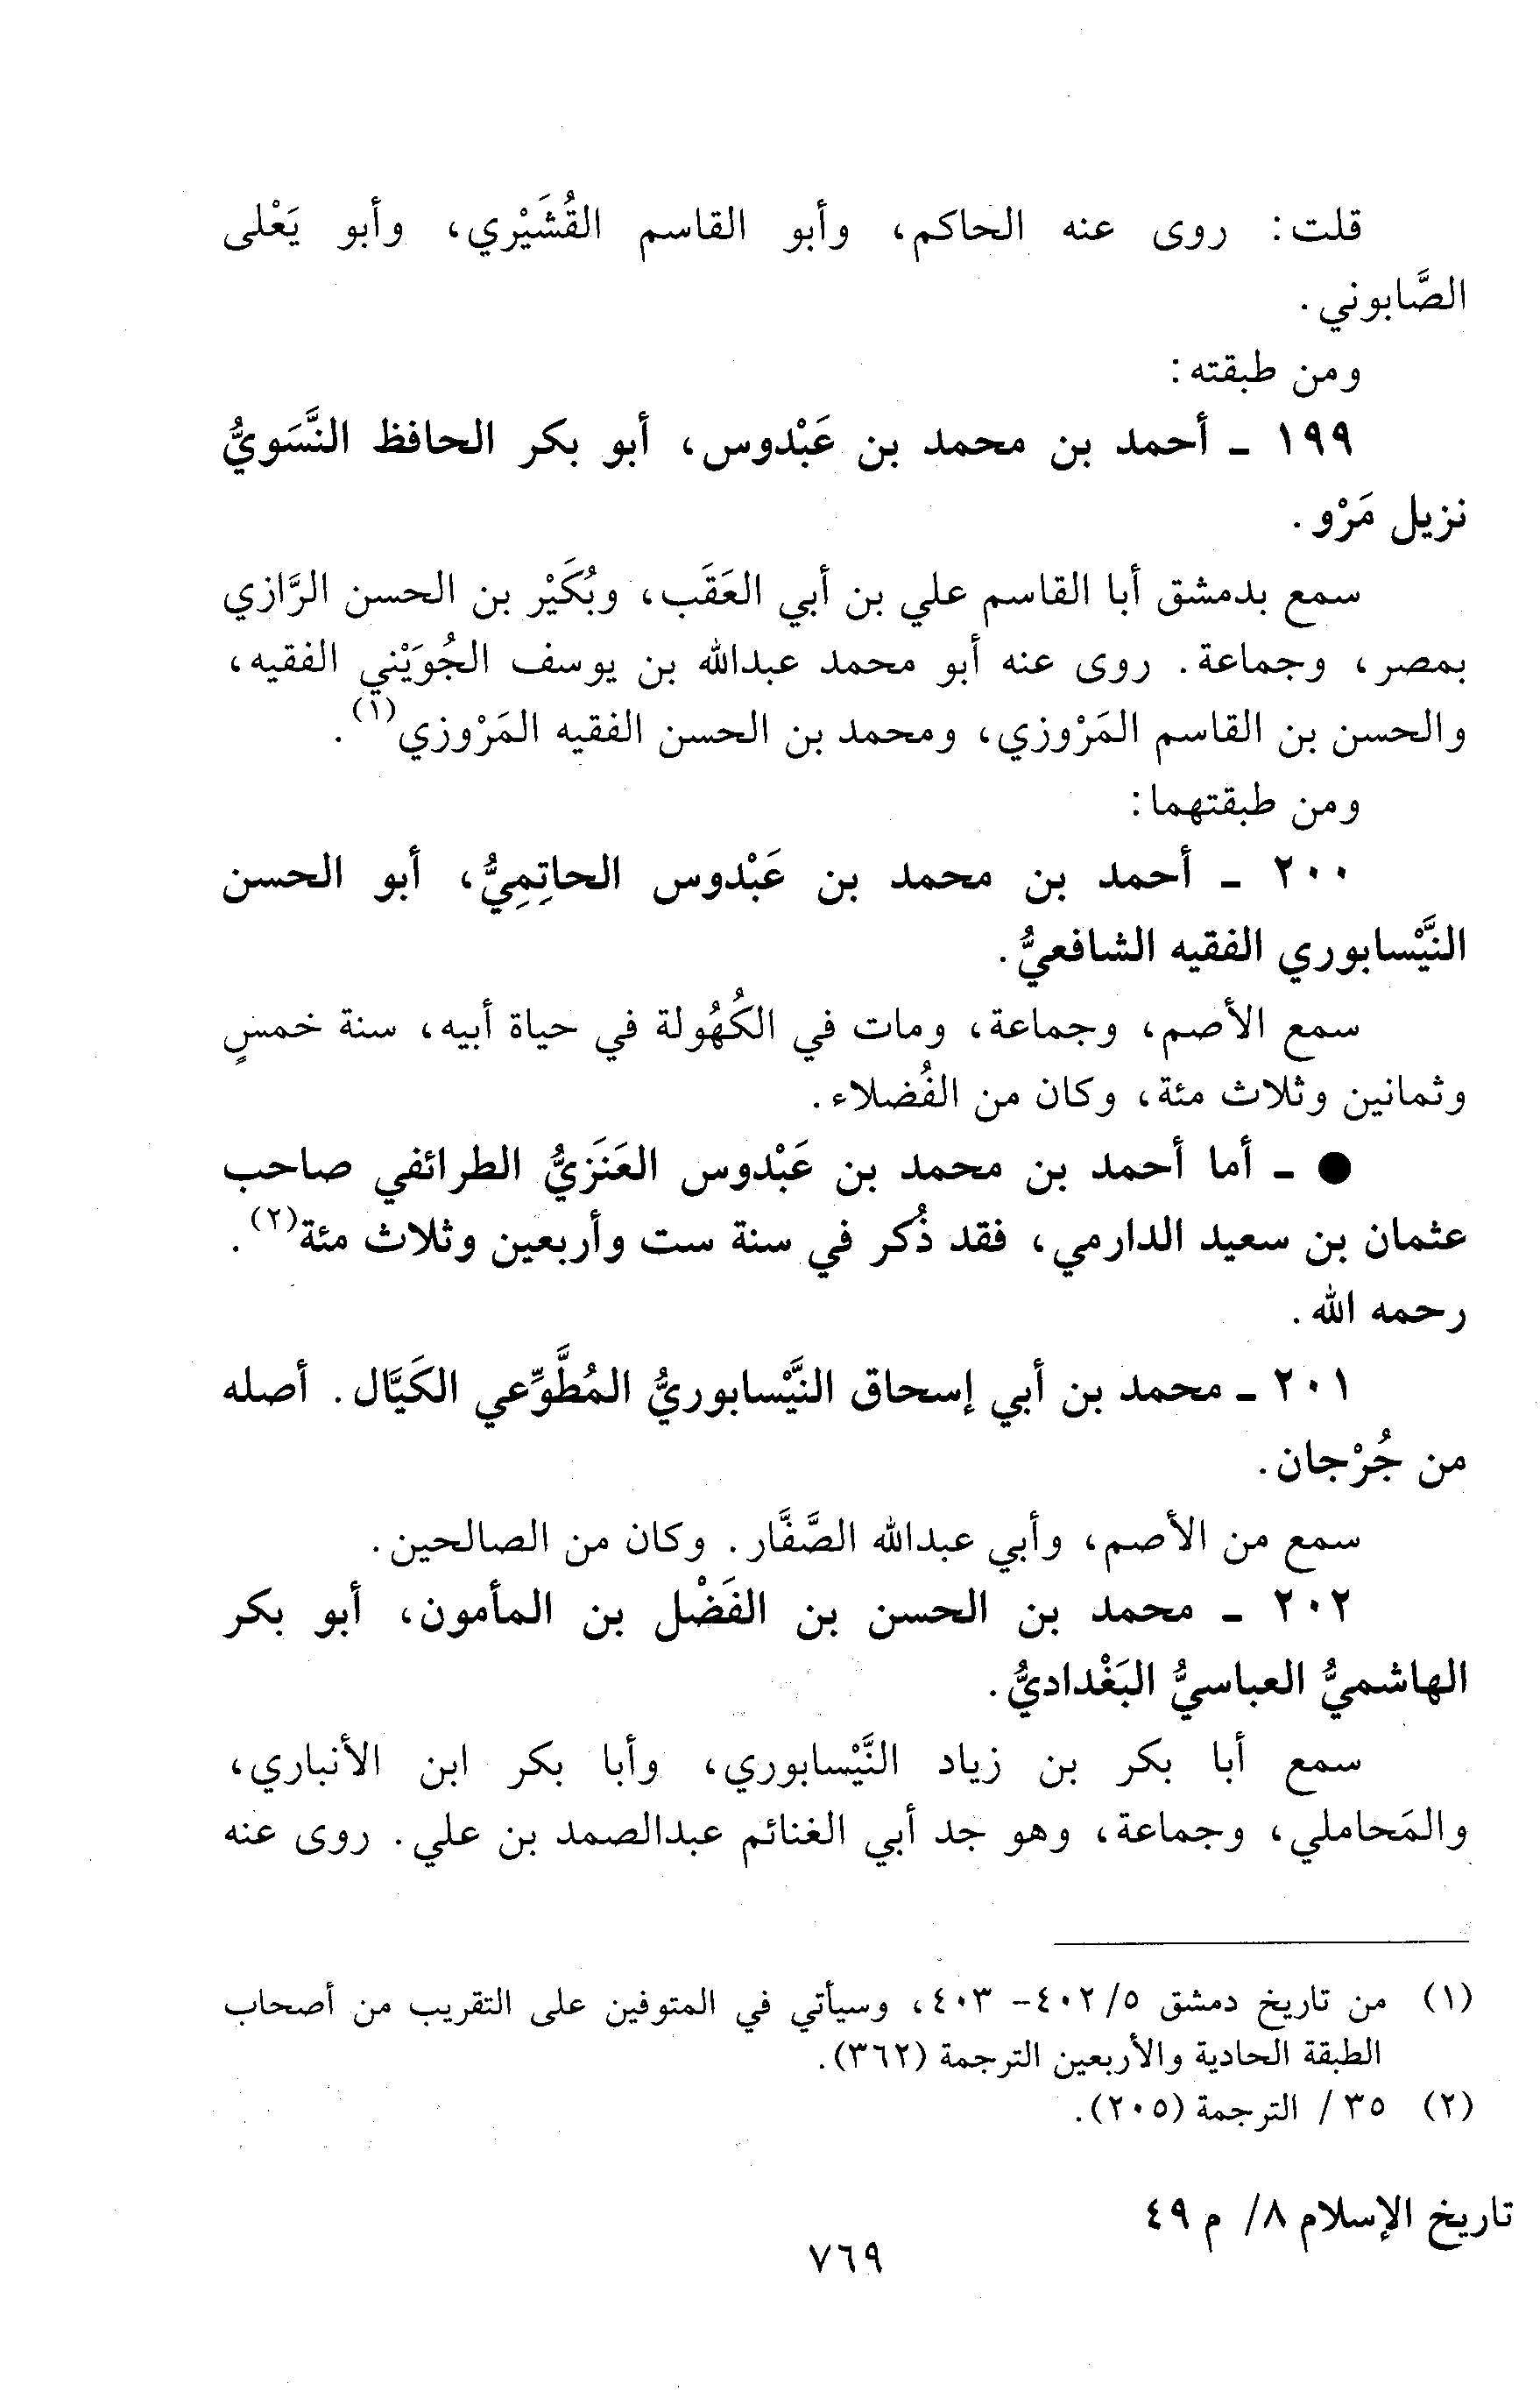 قلت: روى عنه الحاكم، وأبو القاسم القُشَيْري، وأبو يَعْلى
الصَّابوني.
ومن طبقته:
١٩٩ ـ أحمد بن محمد بن عَبْدوس، أبو بكر الحافظ النَّسَويُّ
نزيل مَرْو.
سمع بدمشق أبا القاسم علي بن أبي العَقَب، وبُكَيْر بن الحسن الرَّازي
بمصر، وجماعة. روى عنه أبو محمد عبدالله بن يوسف الجُوَيْني الفقيه،
والحسن بن القاسم المَرْوزي، ومحمد بن الحسن الفقيه المَرْوزي(١).
ومن طبقتهما:
٢٠٠ ـ أحمد بن محمد بن عَبْدوس الحاتِمِيُّ، أبو الحسن
النَّيْسابوري الفقيه الشافعيُّ.
سمع الأصم، وجماعة، ومات في الكُهُولة في حياة أبيه، سنة خمسٍ
وثمانين وثلاث مئة، وكان من الفُضلاء.
● ـ أما أحمد بن محمد بن عَبْدوس العَنَزيُّ الطرائفي صاحب
عثمان بن سعيد الدارمي، فقد ذُكر في سنة ست وأربعين وثلاث مئة(٢).
رحمه الله.
٢٠١ ـ محمد بن أبي إسحاق النَّيْسابوريُّ المُطَّوِّعي الكَيَّال. أصله
من جُرْجان.
سمع من الأصم، وأبي عبدالله الصَّفَّار. وكان من الصالحين.
٢٠٢ ـ محمد بن الحسن بن الفَضْل بن المأمون، أبو بكر
الهاشميُّ العباسيُّ البَغْداديُّ.
سمع أبا بكر بن زياد النَّيْسابوري، وأبا بكر ابن الأنباري،
والمَحاملي، وجماعة، وهو جد أبي الغنائم عبدالصمد بن علي. روى عنه
(١) من تاريخ دمشق ٥/ ٤٠٢- ٤٠٣، وسيأتي في المتوفين على التقريب من أصحاب
الطبقة الحادية والأربعين الترجمة (٣٦٢).
(٢) ٣٥ / الترجمة (٢٠٥).
تاريخ الإسلام ٨/ م ٤٩
٧٦٩